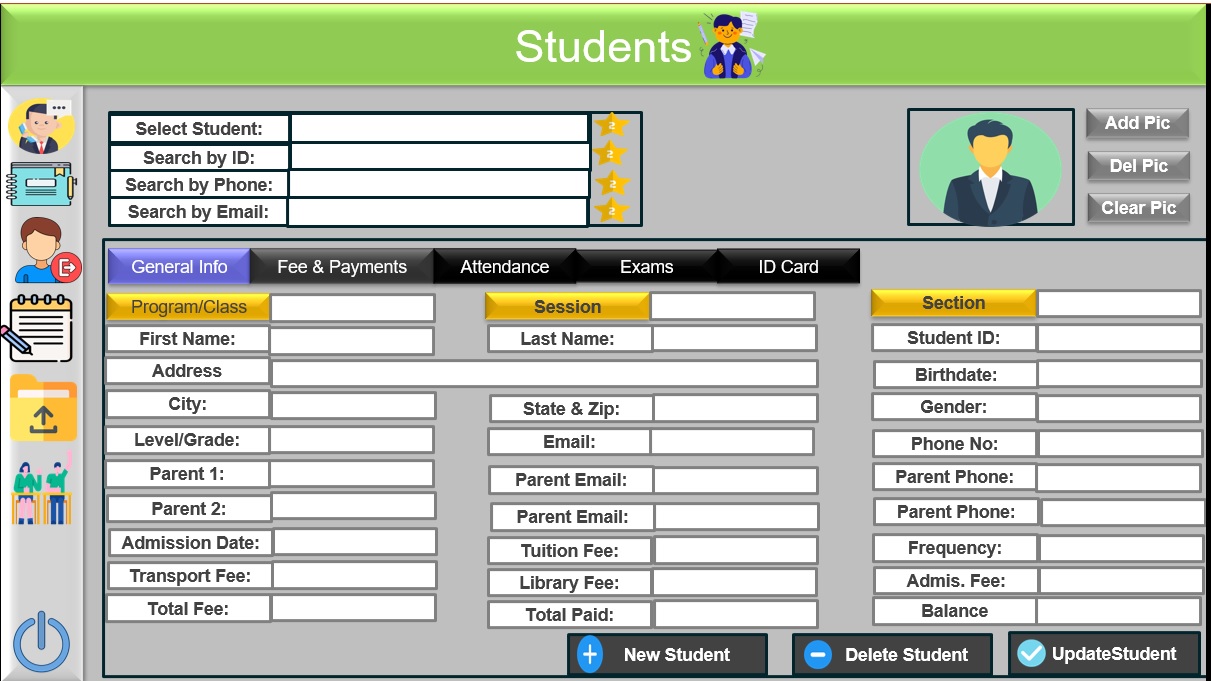 Students
Select Student:
Search by ID:
Search by Phone:
Search by Email:
2
2
2
2
Add Pic
Del Pic
Clear Pic
General Info Fee & Payments Attendance Exams ID Card
Program/Class Session Section
First Name: Last Name: Student ID:
Address Birthdate:
City: State & Zip: Gender:
Level/Grade: Email: Phone No:
Parent 1: Parent Email: Parent Phone:
Parent 2: Parent Email: Parent Phone:
Admission Date: Tuition Fee: Frequency:
Transport Fee: Library Fee: Admis. Fee:
Total Fee: Total Paid: Balance
New Student Delete Student UpdateStudent